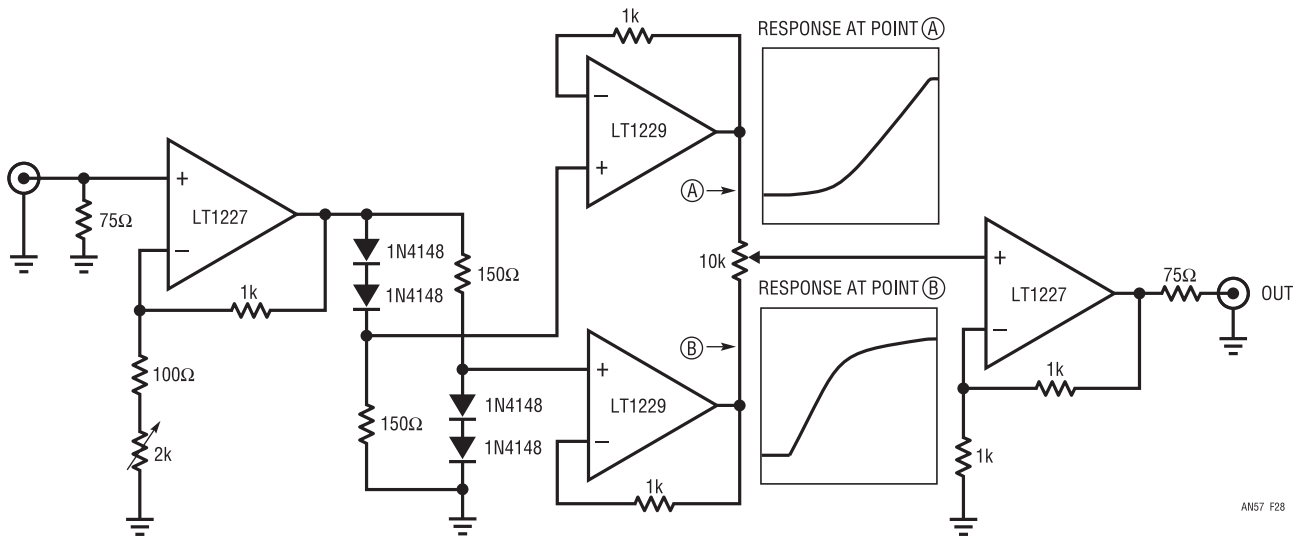 1k
RESPONSE AT POINT A
−
LT1229
+
A
+
LT1227
−
75Ω
1N4148
1N4148
150Ω
1k
10k
+
LT1227
−
75Ω
OUT
RESPONSE AT POINT B
B
100Ω
2k
150Ω
+
LT1229
−
1N4148
1N4148
1k
1k
1k
AN57 F28